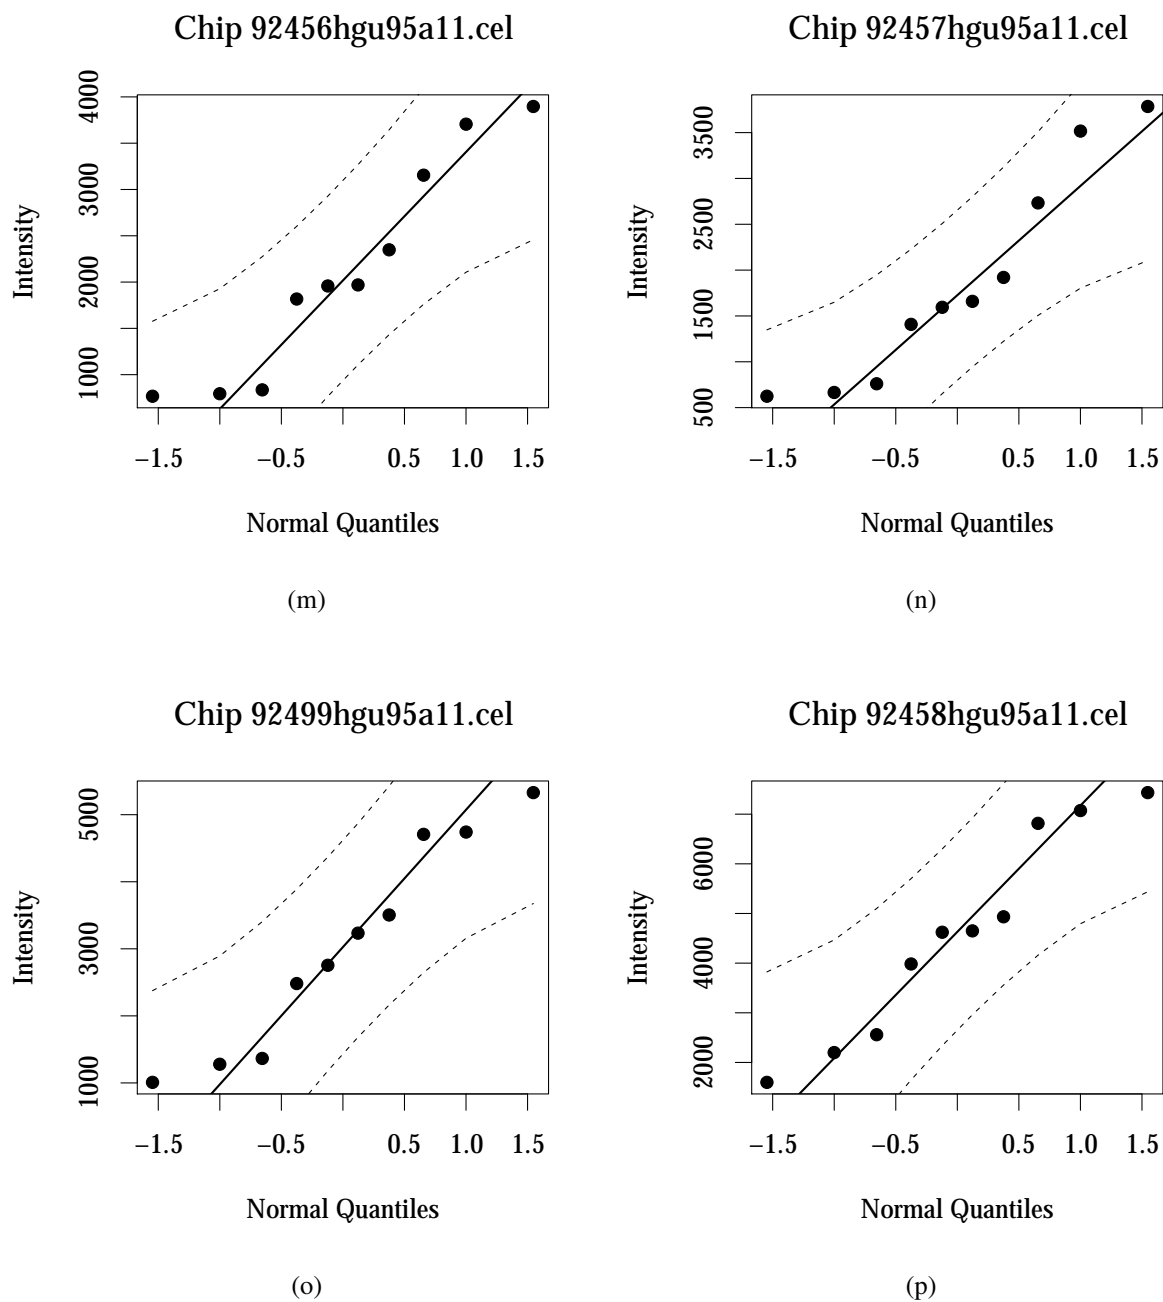 Chip 92456hgu95a11.cel
Intensity
1000 2000 3000 4000
−1.5 −0.5 0.5 1.0 1.5
Normal Quantiles
(m)
Chip 92457hgu95a11.cel
Intensity
500 1500 2500 3500
−1.5 −0.5 0.5 1.0 1.5
Normal Quantiles
(n)
Chip 92499hgu95a11.cel
Intensity
1000 3000 5000
−1.5 −0.5 0.5 1.0 1.5
Normal Quantiles
(o)
Chip 92458hgu95a11.cel
Intensity
2000 4000 6000
−1.5 −0.5 0.5 1.0 1.5
Normal Quantiles
(p)